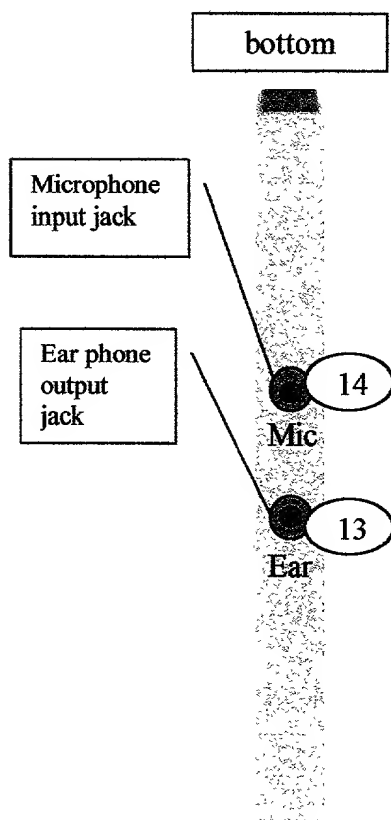 bottom
Microphone
input jack
14
Mic
Ear phone
output
jack
13
Ear